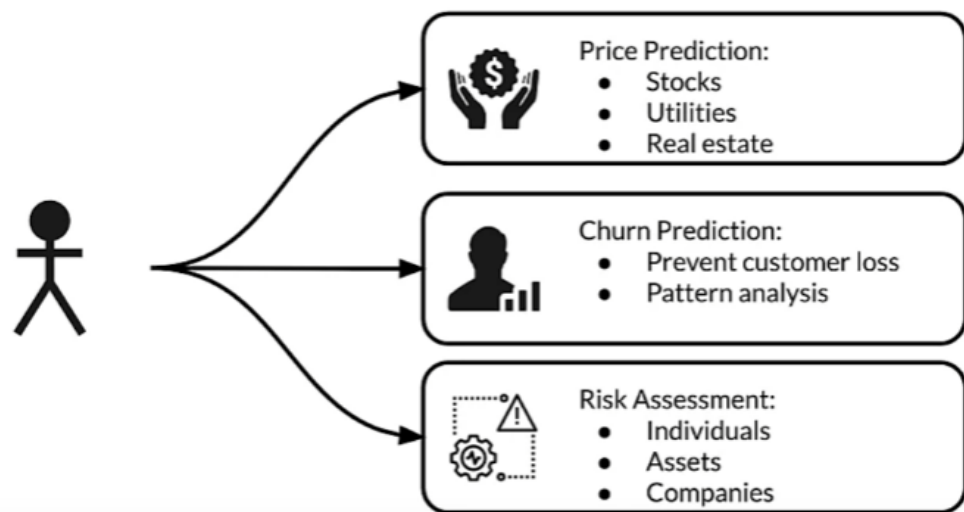 Price Prediction:
● Stocks
● Utilities
● Real estate
Churn Prediction:
● Prevent customer loss
● Pattern analysis
Risk Assessment:
● Individuals
● Assets
● Companies